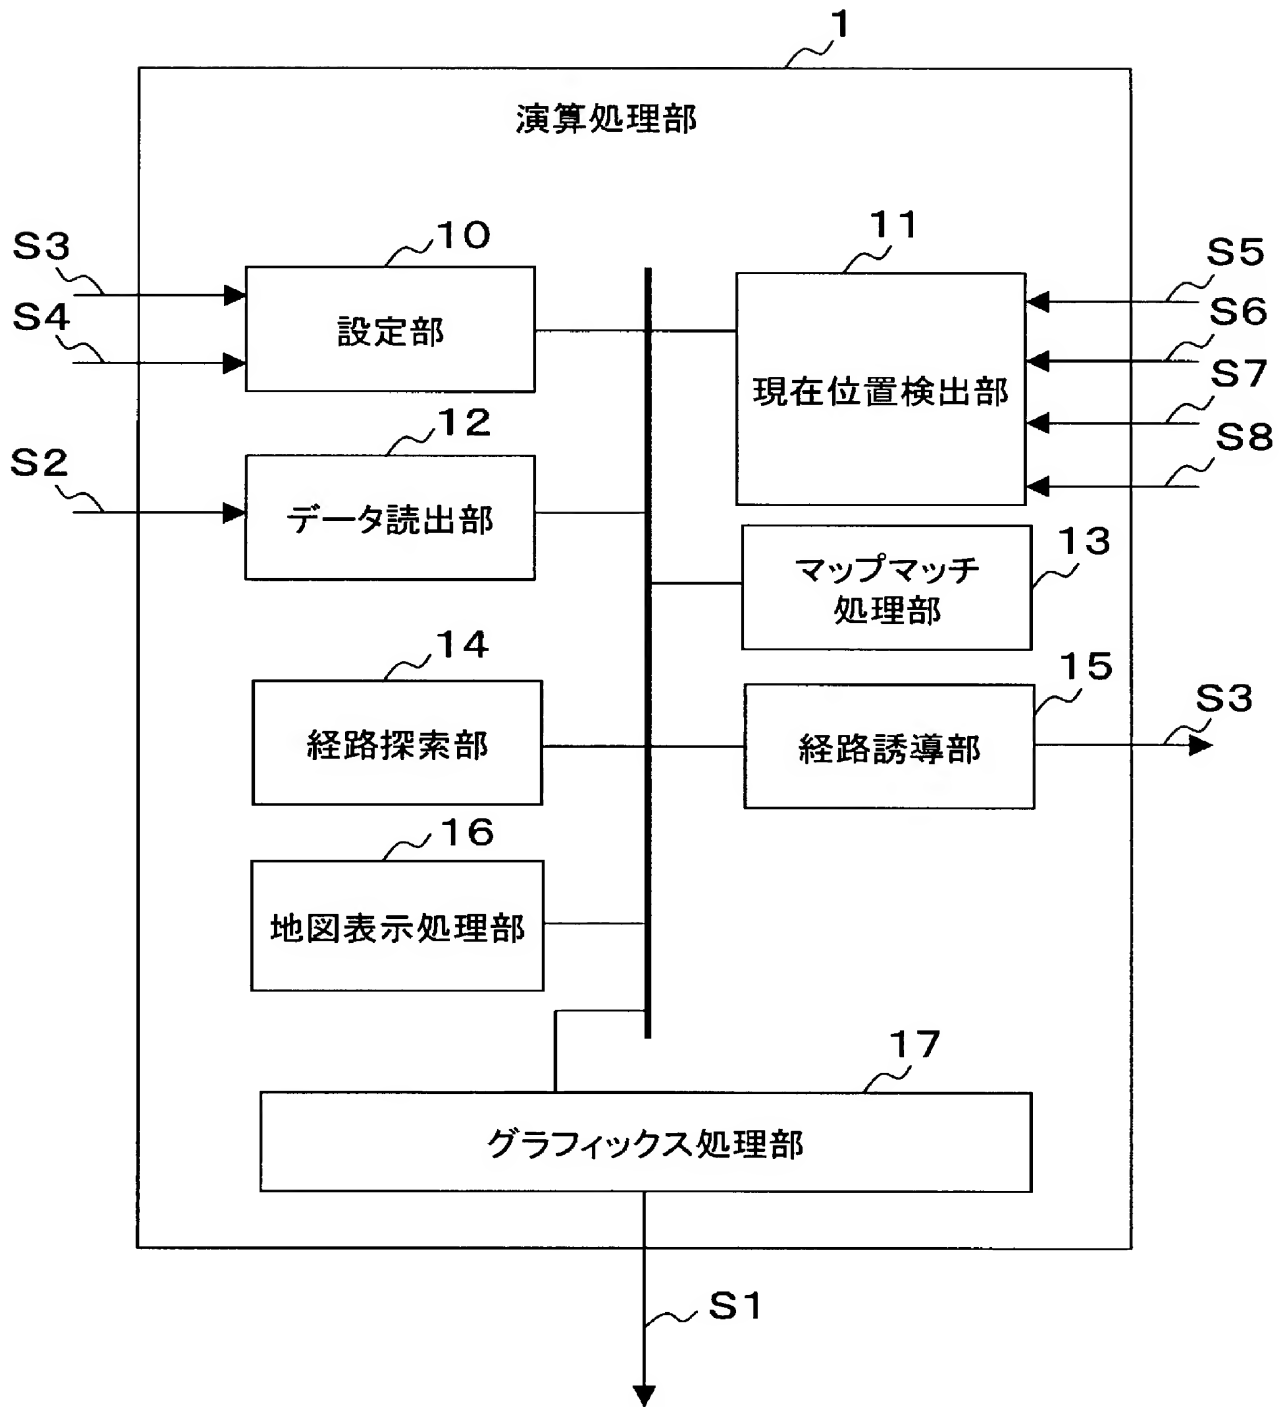 1
演算処理部
10
11
S3
S4
設定部
S5
S6
S7
S8
現在位置検出部
12
S2
データ読出部
13
マップマッチ
処理部
14
経路探索部
15
経路誘導部
S3
16
地図表示処理部
17
グラフィックス処理部
S1